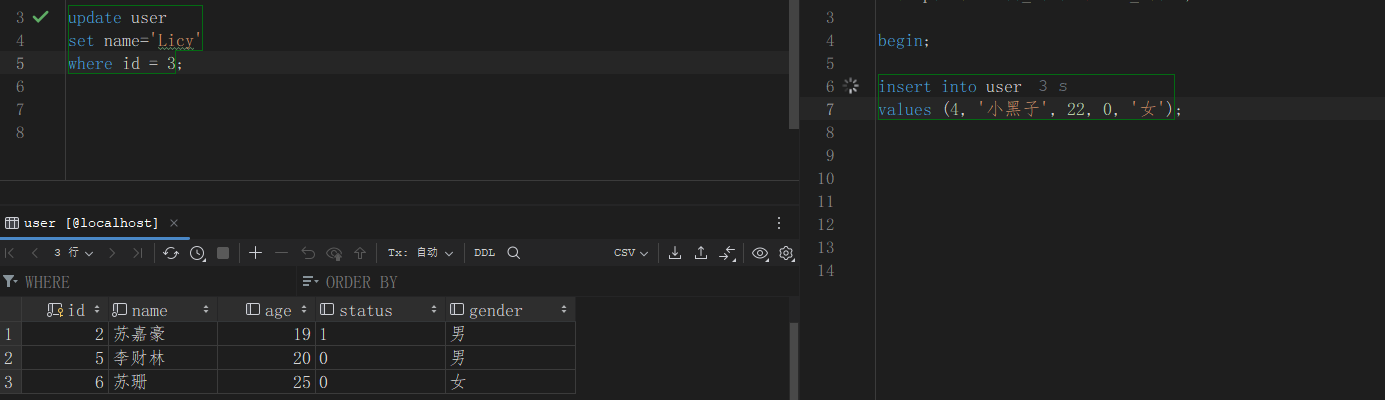 3 update user
4 set name='Licy'
5 where id = 3;
6
7
8
3
4 begin;
5
6 insert into user 3 s
7 values (4, '小黑子', 22, 0, '女');
8
9
10
11
12
13
14
user [@localhost] ×
3 行 Tx: 自动 DDL CSV
WHERE ORDER BY
id name age status gender
1 2 苏嘉豪 19 1 男
2 5 李财林 20 0 男
3 6 苏珊 25 0 女